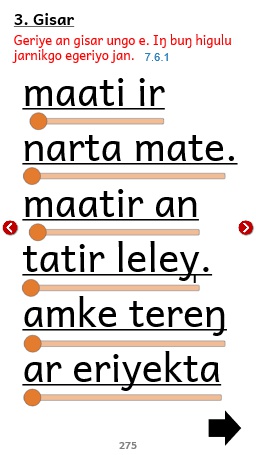 3. Gisar
Geriye an gisar ungo e. Iŋ buŋ higulu
jarnikgo egeriyo jan. 7.6.1
maati ir
narta mate.
maatir an
tatir leley.
amke tereŋ
ar eriyekta
275